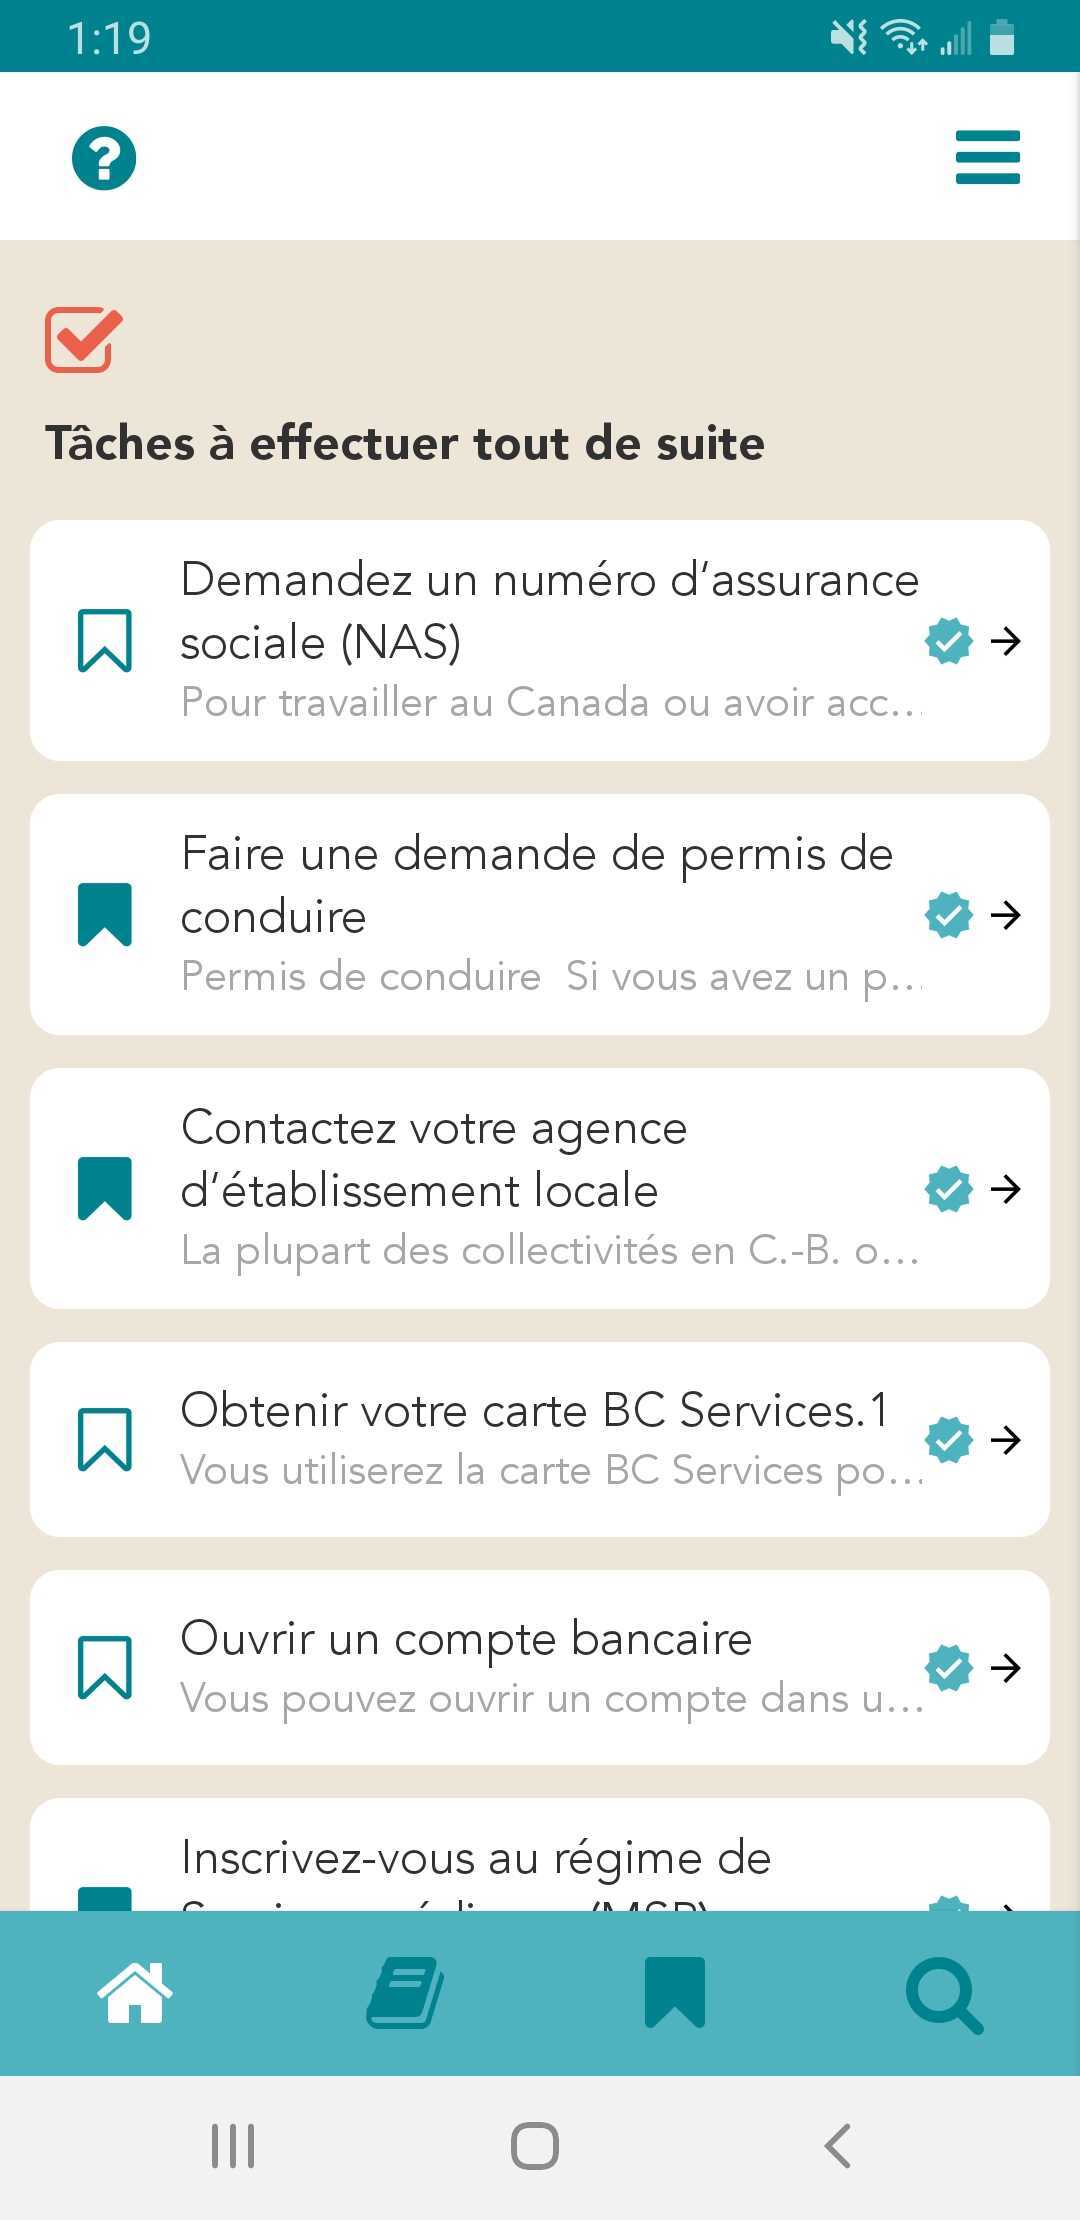 1:19
Tâches à effectuer tout de suite
Demandez un numéro d’assurance
sociale (NAS)
Pour travailler au Canada ou avoir acc...
Faire une demande de permis de
conduire
Permis de conduire  Si vous avez un p...
Contactez votre agence
d’établissement locale
La plupart des collectivités en C.-B. o...
Obtenir votre carte BC Services.1
Vous utiliserez la carte BC Services po...
Ouvrir un compte bancaire
Vous pouvez ouvrir un compte dans u...
Inscrivez-vous au régime de
(MSP)